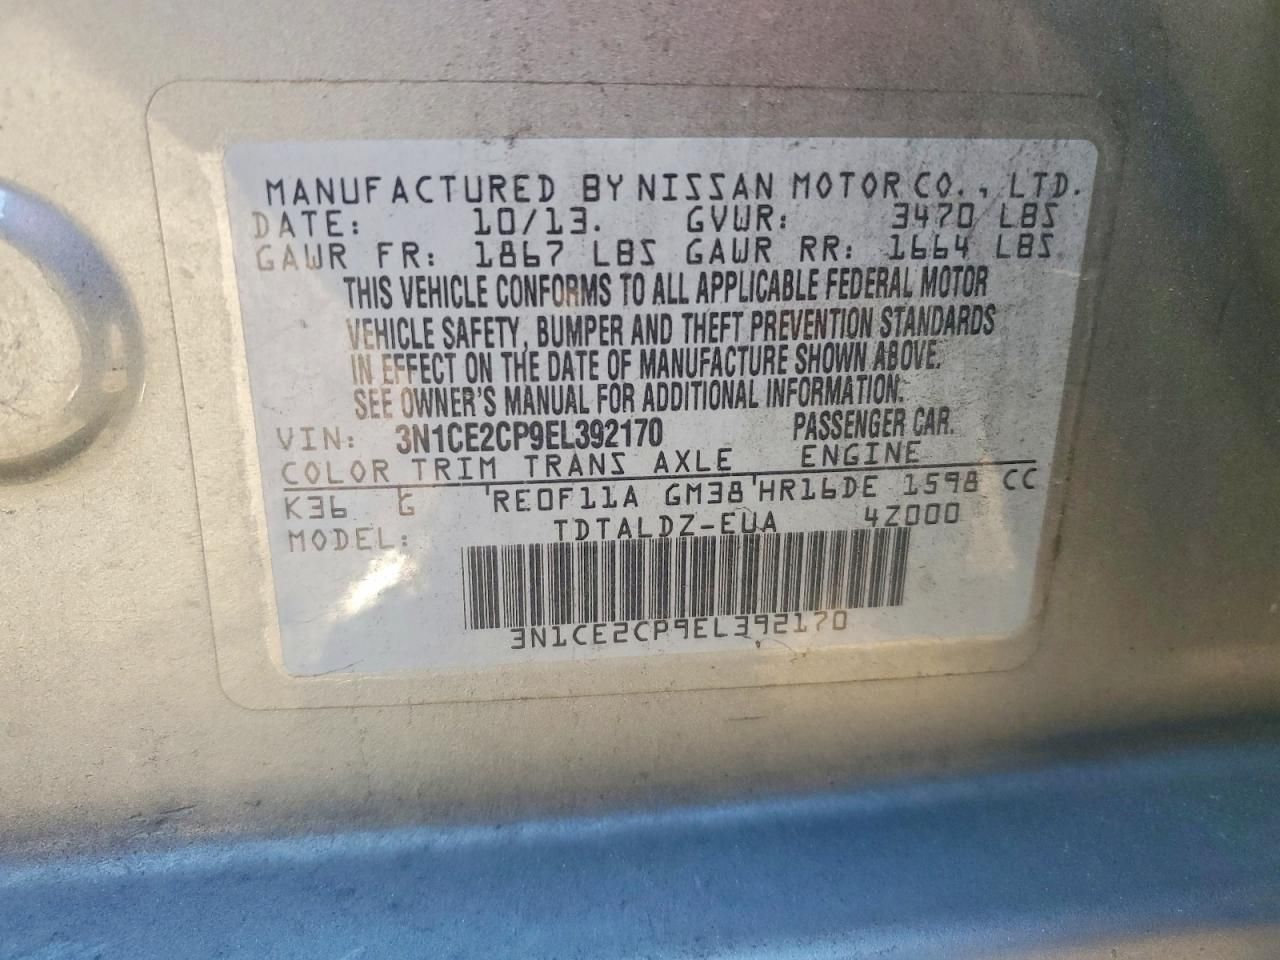 MANUFACTURED BY NISSAN MOTOR CO., LTD.
DATE: 10/13. GVWR: 3470 LBS
GAWR FR: 1867 LBS GAWR RR: 1664 LBS
THIS VEHICLE CONFORMS TO ALL APPLICABLE FEDERAL MOTOR
VEHICLE SAFETY, BUMPER AND THEFT PREVENTION STANDARDS
IN EFFECT ON THE DATE OF MANUFACTURE SHOWN ABOVE.
SEE OWNER'S MANUAL FOR ADDITIONAL INFORMATION.
VIN: 3N1CE2CP9EL392170 PASSENGER CAR.
COLOR TRIM TRANS AXLE ENGINE
K36 G RE0F11A GM38 HR16DE 1598 CC
MODEL: TDTALDZ-EUA 4Z000
3N1CE2CP9EL392170